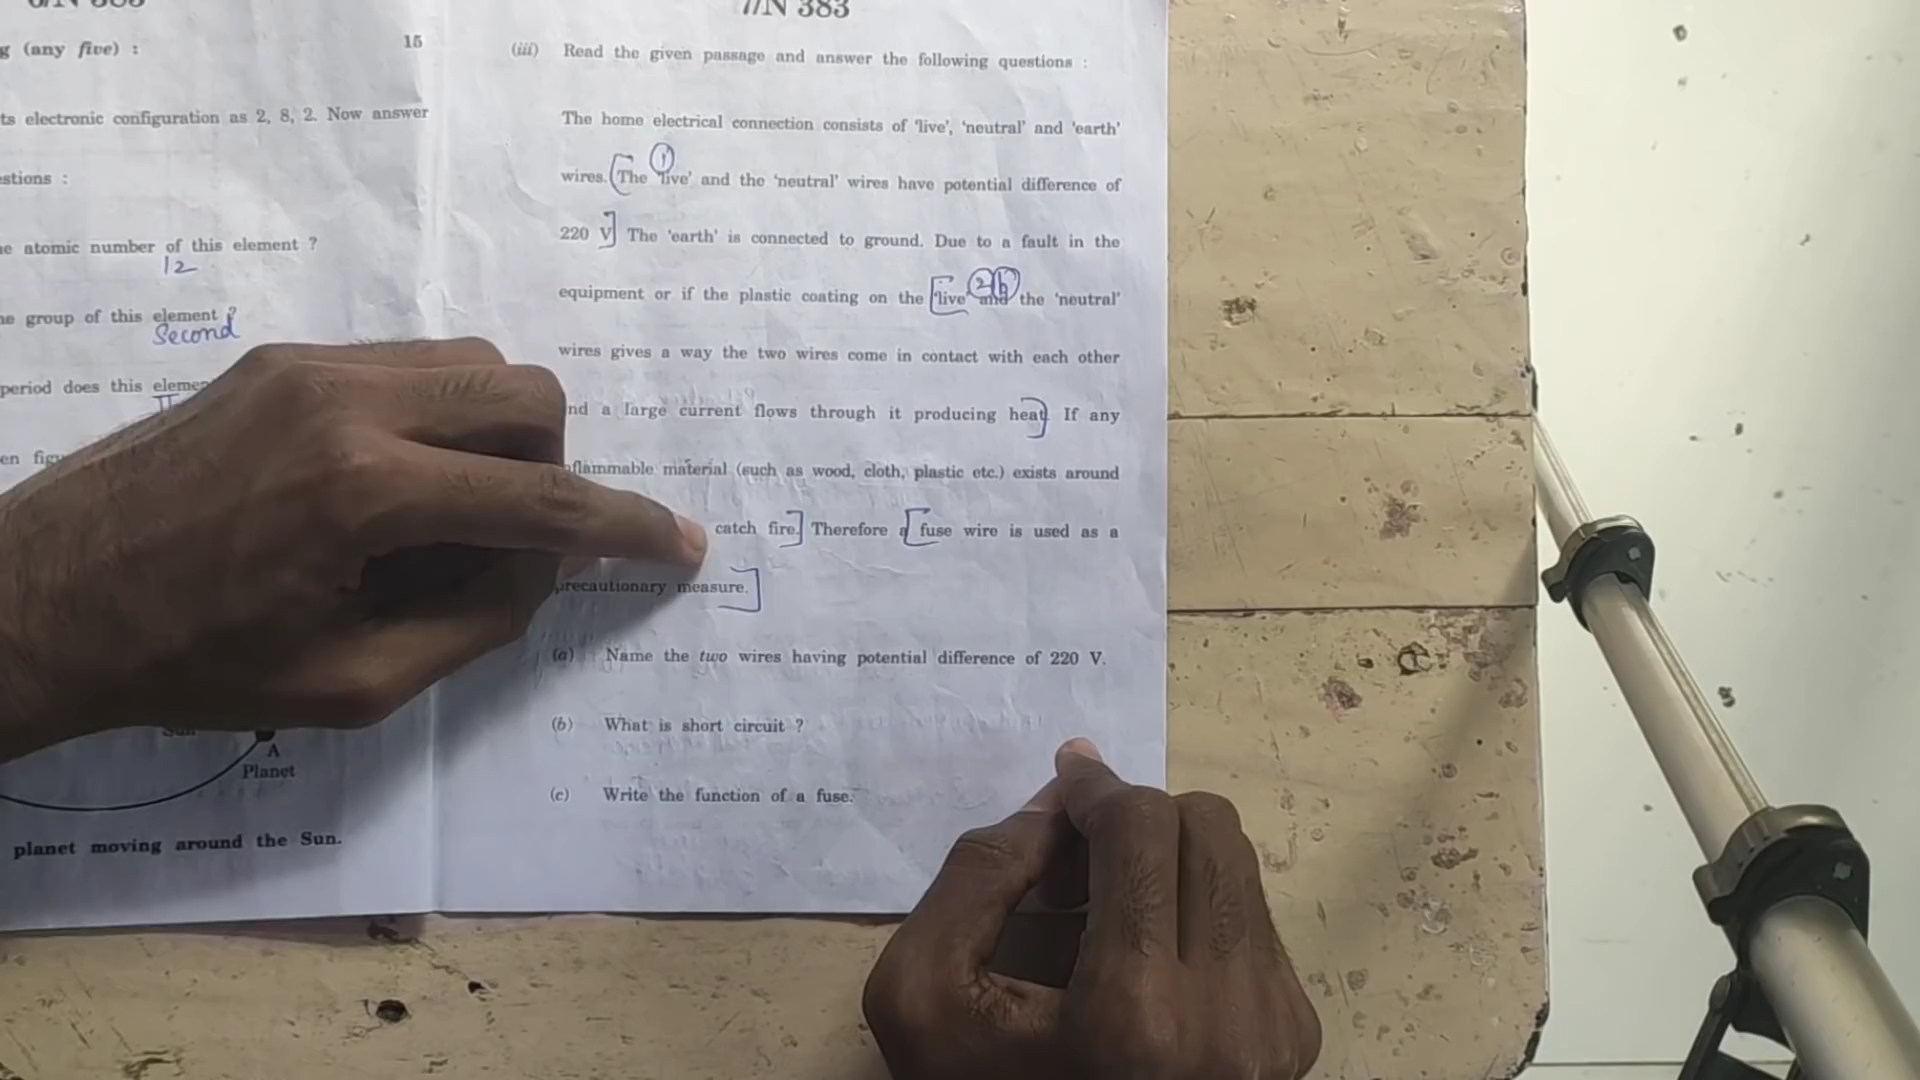 7/N 383
g (any five) :
15
ts electronic configuration as 2, 8, 2. Now answer
estions :
e atomic number of this element ?
12
e group of this element ?
Second
period does this
en
A
Planet
planet moving around the Sun.
(iii) Read the given passage and answer the following questions :
The home electrical connection consists of 'live', 'neutral' and 'earth'
1
wires. [The 'live' and the 'neutral' wires have potential difference of
220 V] The 'earth' is connected to ground. Due to a fault in the
2 b
equipment or if the plastic coating on the ['live' and the 'neutral'
wires gives a way the two wires come in contact with each other
nd a large current flows through it producing heat] If any
flammable material (such as wood, cloth, plastic etc.) exists around
catch fire.] Therefore a [fuse wire is used as a
precautionary measure.]
(a) Name the two wires having potential difference of 220 V.
(b) What is short circuit ?
(c) Write the function of a fuse.